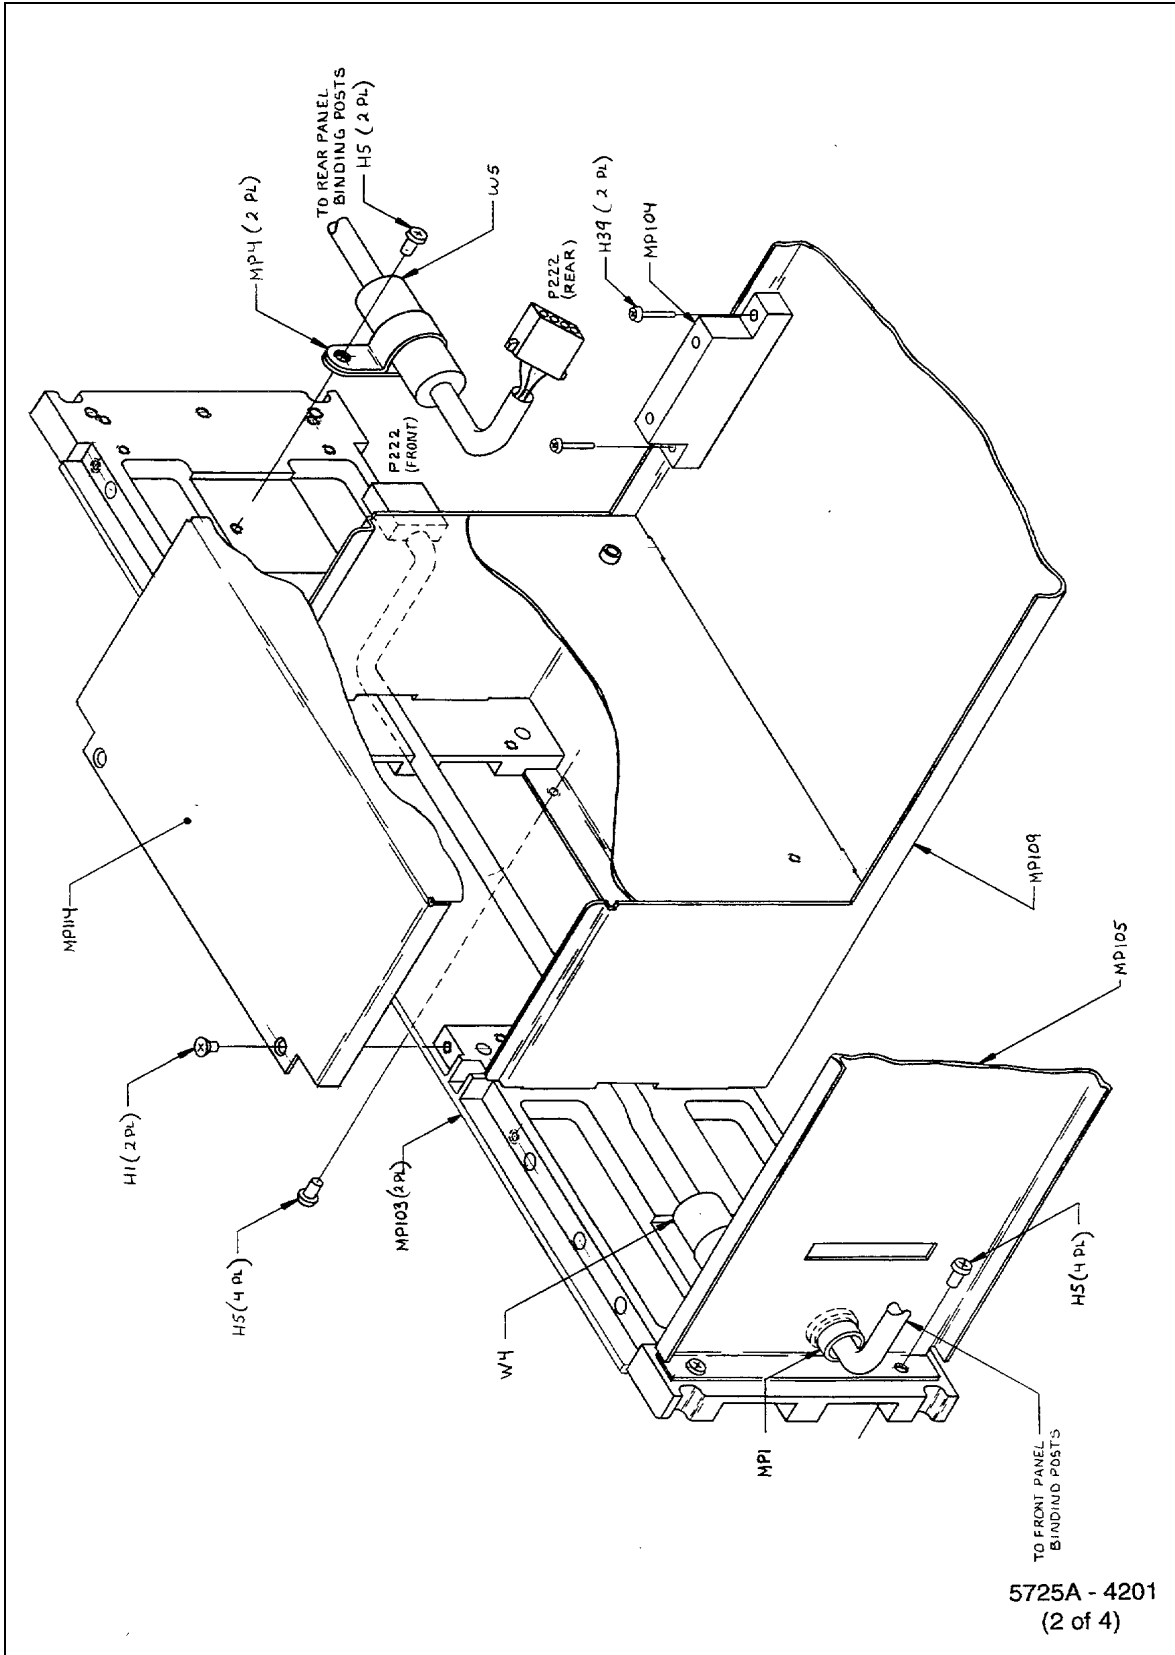 TO REAR PANEL
BINDING POSTS
H5 (2 PL)
MP4 (2 PL)
W5
P222
(REAR)
H39 (2 PL)
MP104
P222
(FRONT)
MP114
H1 (2 PL)
H5 (4 PL)
MP103 (2PL)
W4
MP109
MP105
H5 (4 PL)
MP1
TO FRONT PANEL
BINDIND POSTS
5725A - 4201
(2 of 4)